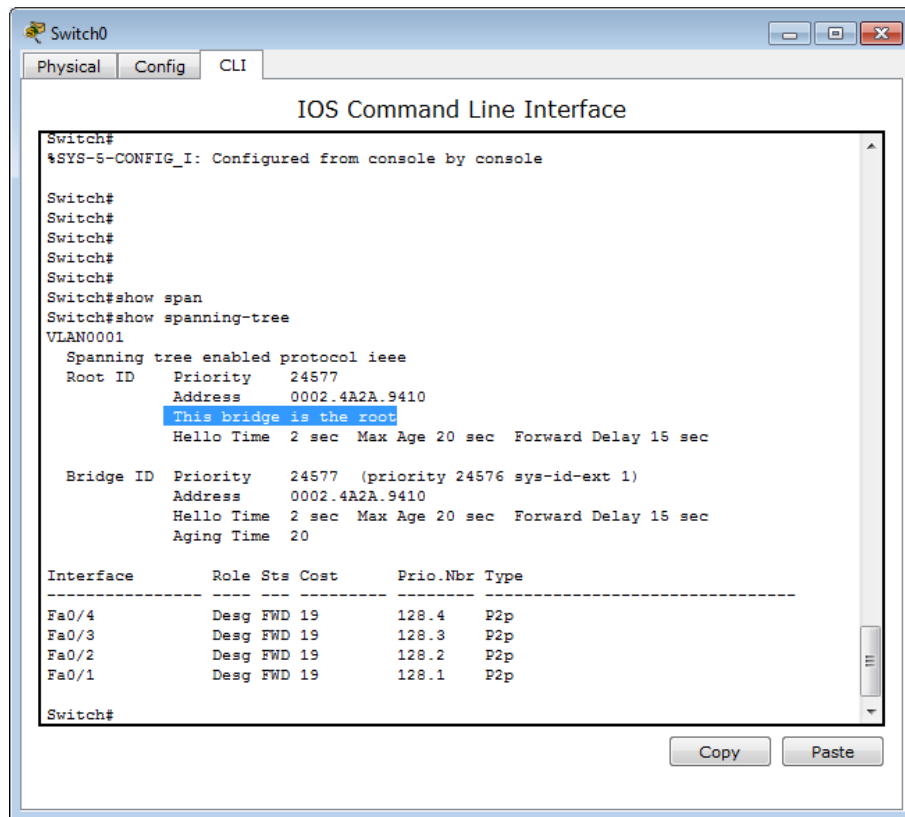 Switch0
Physical Config CLI
IOS Command Line Interface
Switch#
%SYS-5-CONFIG_I: Configured from console by console
Switch#
Switch#
Switch#
Switch#
Switch#
Switch#show span
Switch#show spanning-tree
VLAN0001
  Spanning tree enabled protocol ieee
  Root ID    Priority    24577
             Address     0002.4A2A.9410
             This bridge is the root
             Hello Time  2 sec  Max Age 20 sec  Forward Delay 15 sec
  Bridge ID  Priority    24577  (priority 24576 sys-id-ext 1)
             Address     0002.4A2A.9410
             Hello Time  2 sec  Max Age 20 sec  Forward Delay 15 sec
             Aging Time  20
Interface        Role Sts Cost      Prio.Nbr Type
---------------- ---- --- --------- -------- --------------------------------
Fa0/4            Desg FWD 19        128.4    P2p
Fa0/3            Desg FWD 19        128.3    P2p
Fa0/2            Desg FWD 19        128.2    P2p
Fa0/1            Desg FWD 19        128.1    P2p
Switch#
Copy Paste